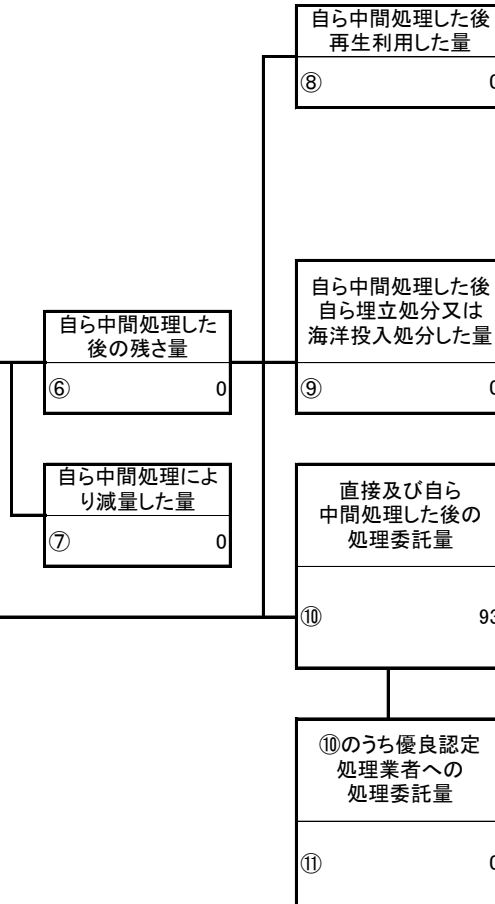 自ら中間処理した後
再生利用した量
⑧ 0
自ら中間処理した後
自ら埋立処分又は
海洋投入処分した量
⑨ 0
自ら中間処理した
後の残さ量
⑥ 0
自ら中間処理によ
り減量した量
⑦ 0
直接及び自ら
中間処理した後の
処理委託量
⑩ 93
⑩のうち優良認定
処理業者への
処理委託量
⑪ 0